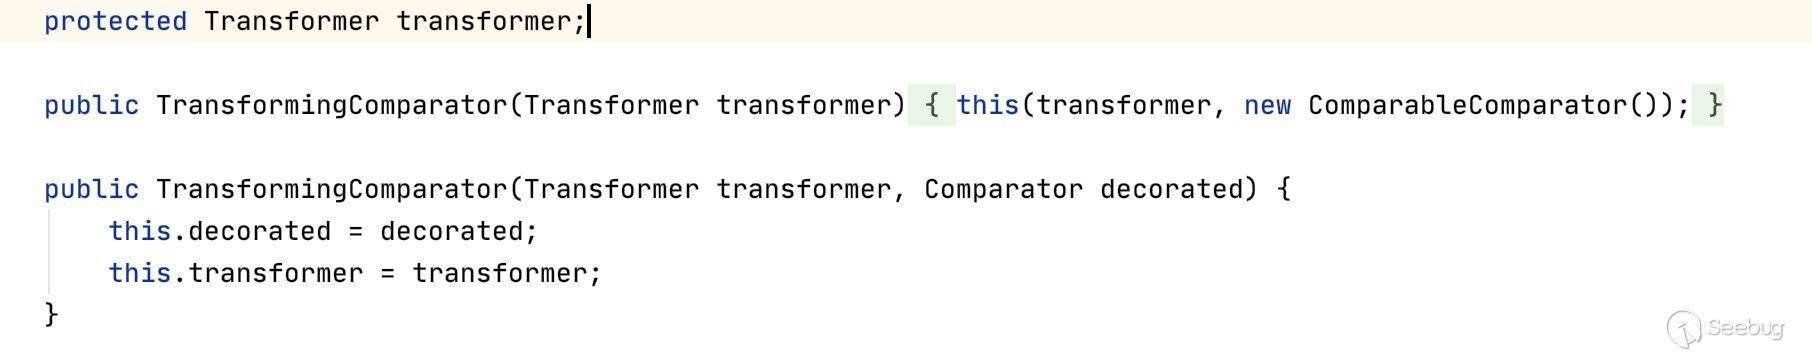 protected Transformer transformer;
public TransformingComparator(Transformer transformer) { this(transformer, new ComparableComparator()); }
public TransformingComparator(Transformer transformer, Comparator decorated) {
this.decorated = decorated;
this.transformer = transformer;
}
Seebug